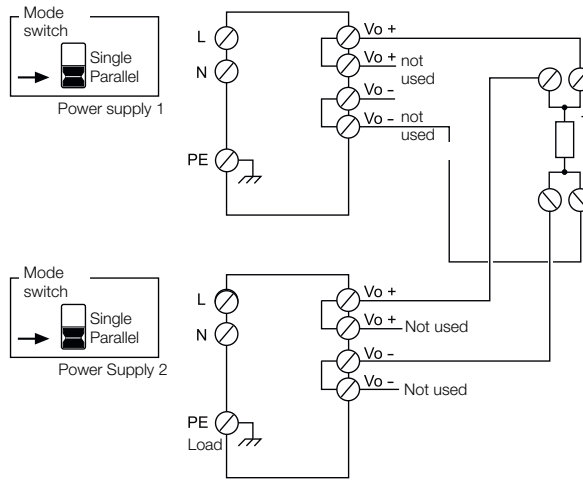 Mode
switch
Single
Parallel
Power supply 1
L
N
PE
Vo +
Vo + not
used
Vo -
Vo - not
used
Mode
switch
Single
Parallel
Power Supply 2
L
N
PE
Load
Vo +
Vo + Not used
Vo -
Vo - Not used